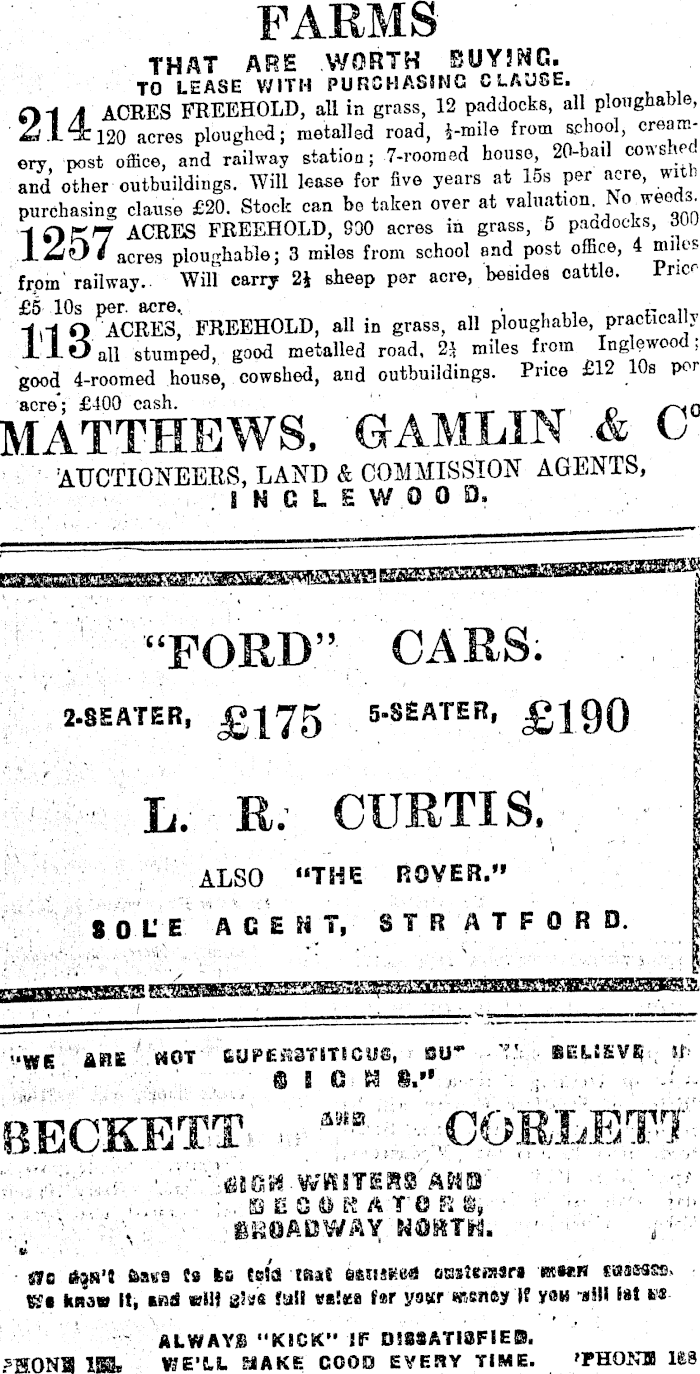 FARMS
THAT ARE WORTH BUYING.
TO LEASE WITH PURCHASING CLAUSE.
214 ACRES FREEHOLD, all in grass, 12 paddocks, all ploughable,
120 acres ploughed; metalled road, ½-mile from school, cream-
ery, post office, and railway station; 7-roomed house, 20-bail cowshed
and other outbuildings. Will lease for five years at 15s per acre, with
purchasing clause £20. Stock can be taken over at valuation. No weeds.
1257 ACRES FREEHOLD, 900 acres in grass, 5 paddocks, 300
acres ploughable; 3 miles from school and post office, 4 miles
from railway. Will carry 2½ sheep per acre, besides cattle. Price
£5 10s per acre.
113 ACRES, FREEHOLD, all in grass, all ploughable, practically
all stumped, good metalled road, miles from Inglewood;
good 4-roomed house, cowshed, and outbuildings. Price £12 10s per
acre; £400 cash.
MATTHEWS, GAMLIN & Co
AUCTIONEERS, LAND & COMMISSION AGENTS,
INGLEWOOD.
"FORD" CARS.
2-SEATER, £175 5-SEATER, £190
L. R. CURTIS.
ALSO "THE ROVER."
SOLE AGENT, STRATFORD.
"WE ARE NOT SUPERSTITIOUS, BUT BELIEVE IN
SIGNS."
BECKETT AND CORLETT
SIGN WRITERS AND
DECORATORS,
BROADWAY NORTH.
We don't have to be told that satisfied customers mean success.
We know it, and will give full value for your money if you will let us
ALWAYS "KICK" IF DISSATISFIED.
'PHONE WE'LL MAKE GOOD EVERY TIME. 'PHONE 188